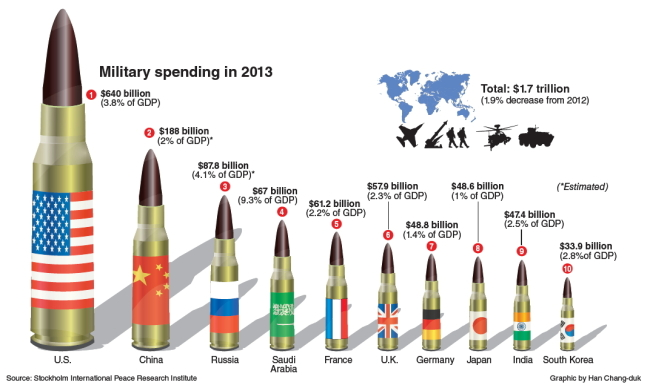 Military spending in 2013
Total: $1.7 trillion
(1.9% decrease from 2012)
1 $640 billion
(3.8% of GDP)
2 $188 billion
(2% of GDP)*
$87.8 billion
(4.1% of GDP)*
3
$67 billion
(9.3% of GDP)
4
$61.2 billion
(2.2% of GDP)
5
$57.9 billion
(2.3% of GDP)
6
$48.8 billion
(1.4% of GDP)
7
$48.6 billion
(1% of GDP)
8
$47.4 billion
(2.5% of GDP)
9
(*Estimated)
$33.9 billion
(2.8%of GDP)
10
U.S.
China
Russia
Saudi
Arabia
France
U.K.
Germany
Japan
India
South Korea
Source: Stockholm International Peace Research Institute
Graphic by Han Chang-duk